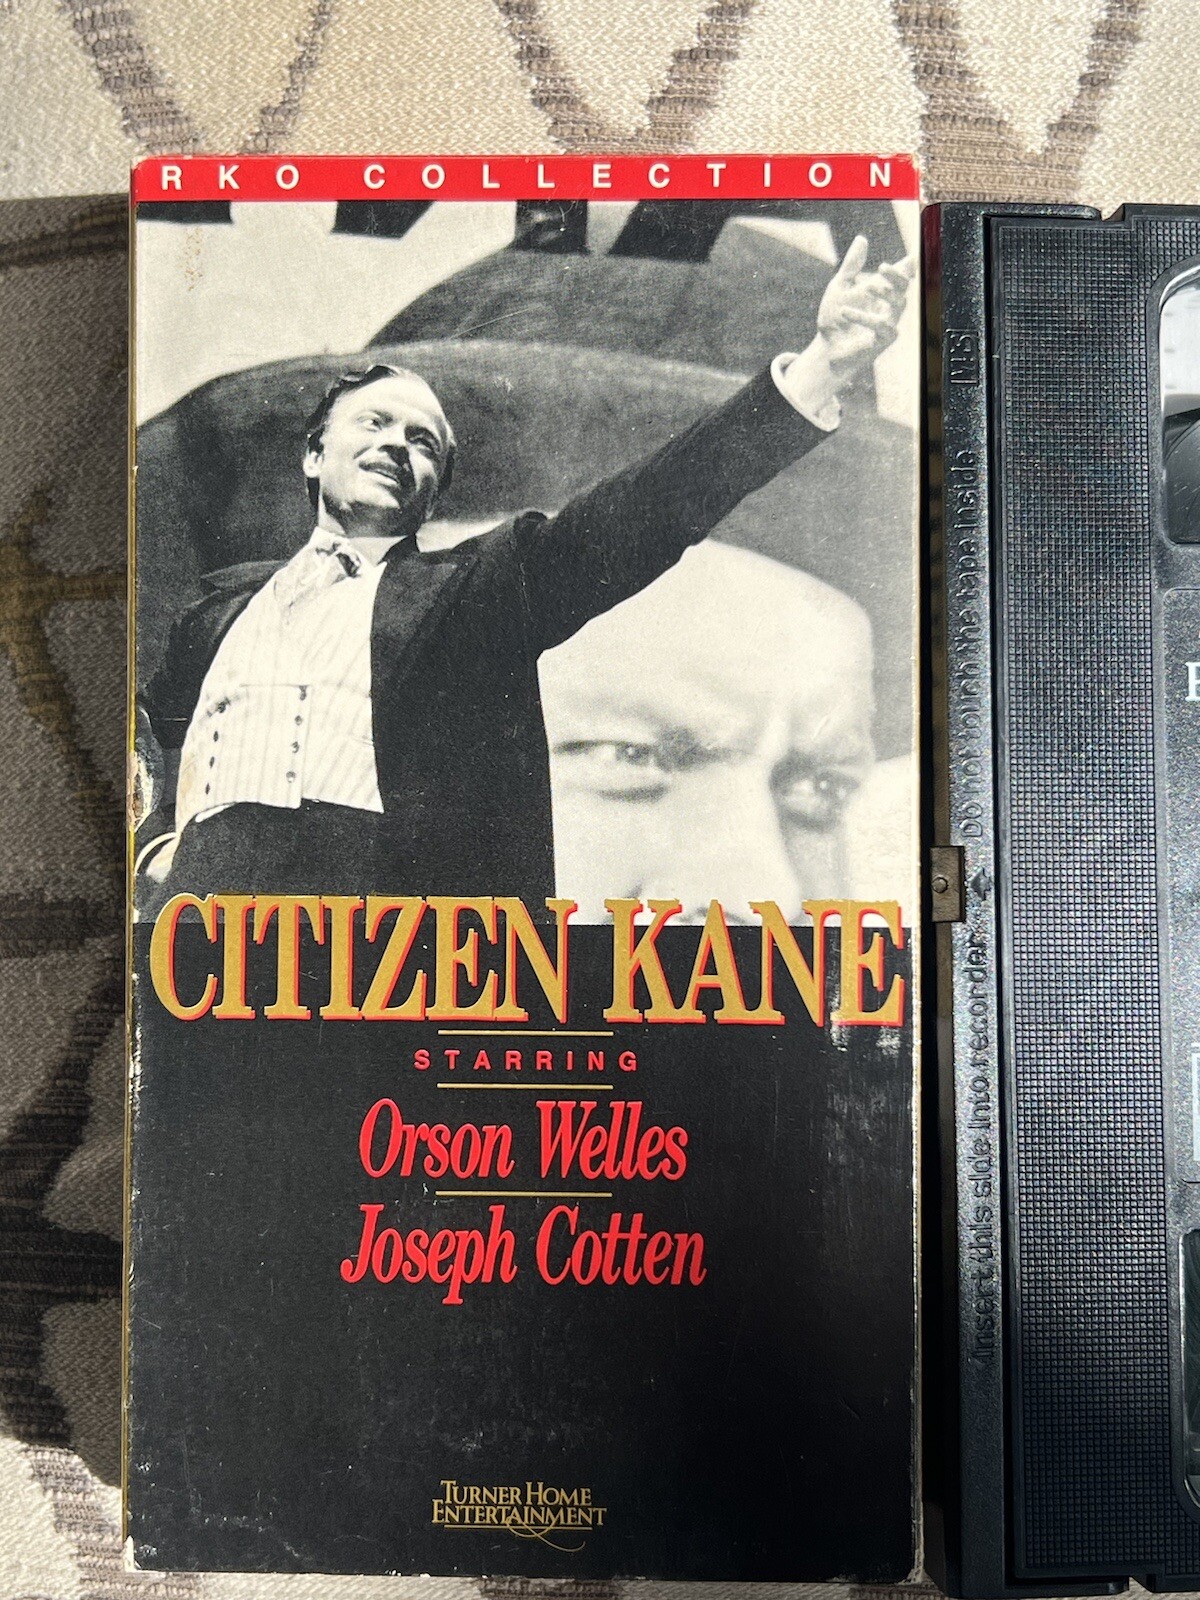 RKO COLLECTION
CITIZEN KANE
STARRING
Orson Welles
Joseph Cotten
TURNER HOME
ENTERTAINMENT
VHS
Insert this side into recorder
Do not touch the tape inside